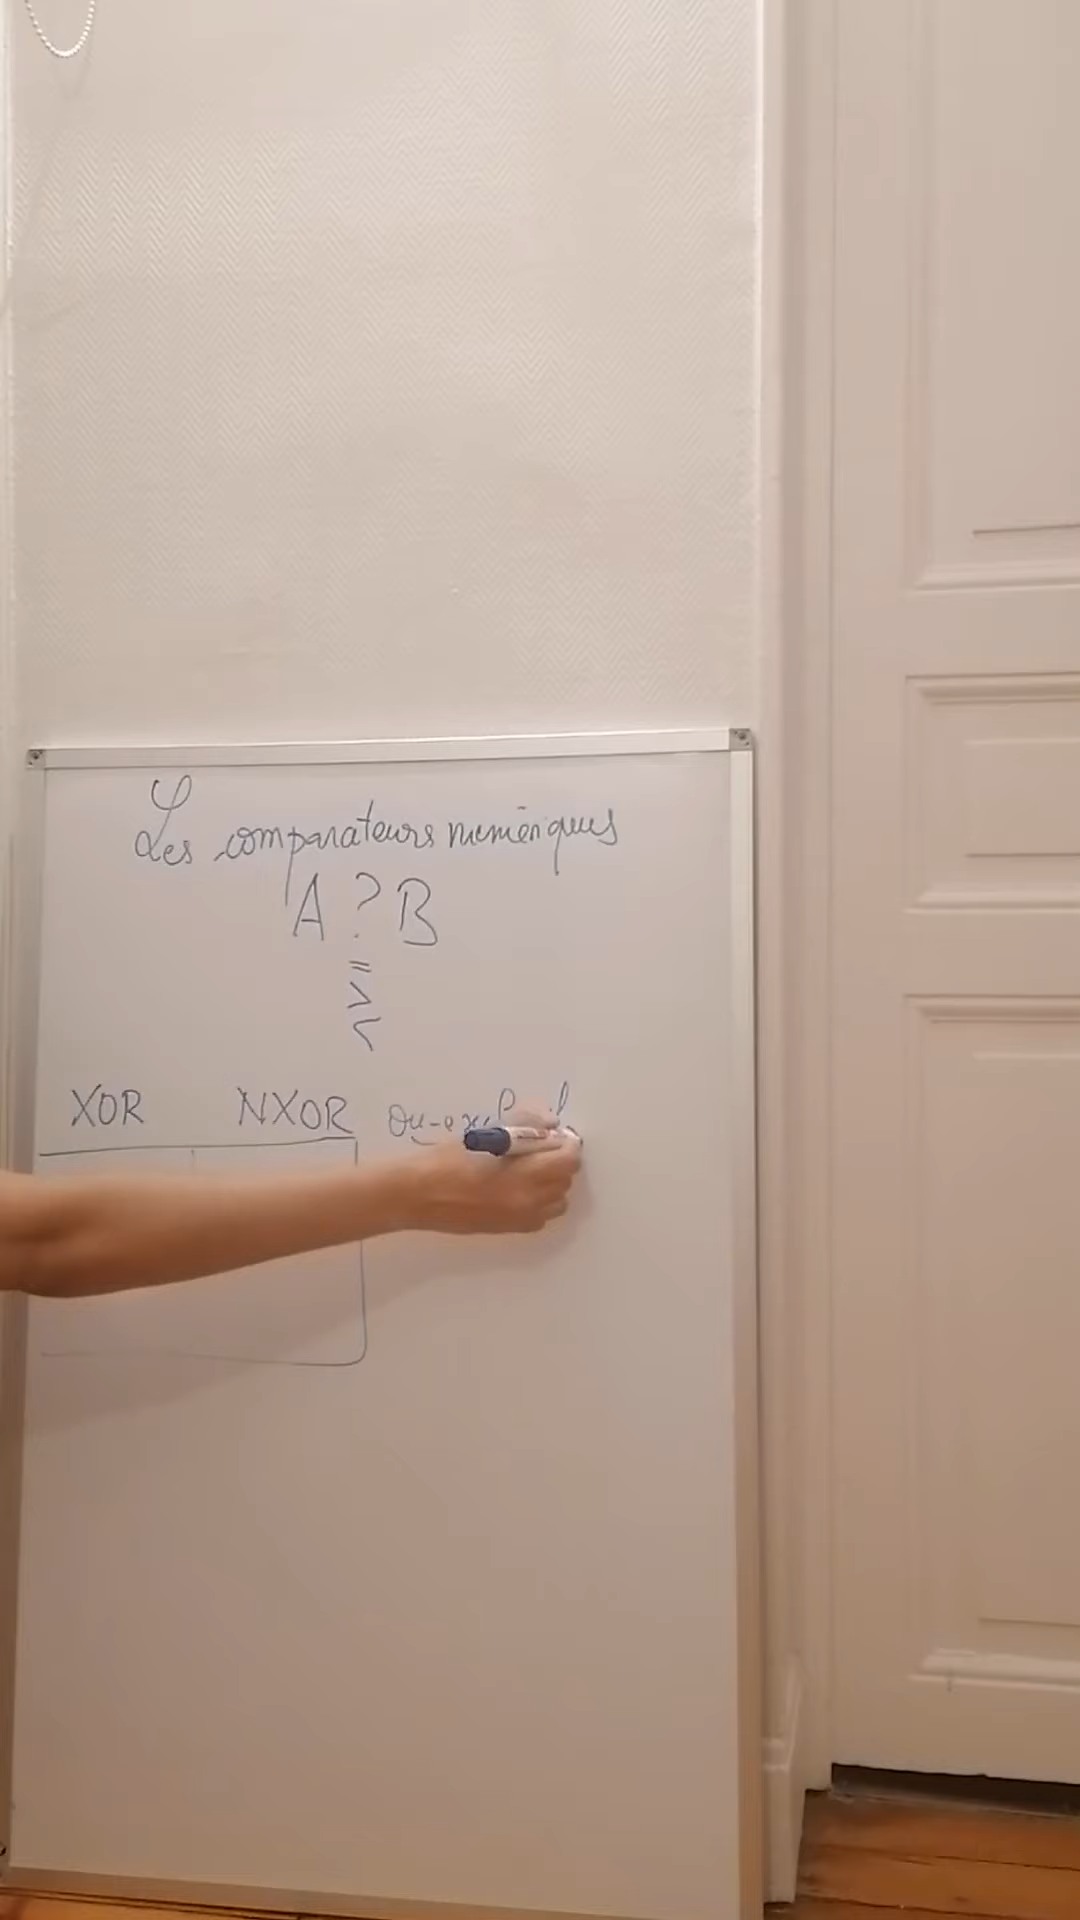 Les comparateurs numériques
A ? B
=
>
<
XOR NXOR